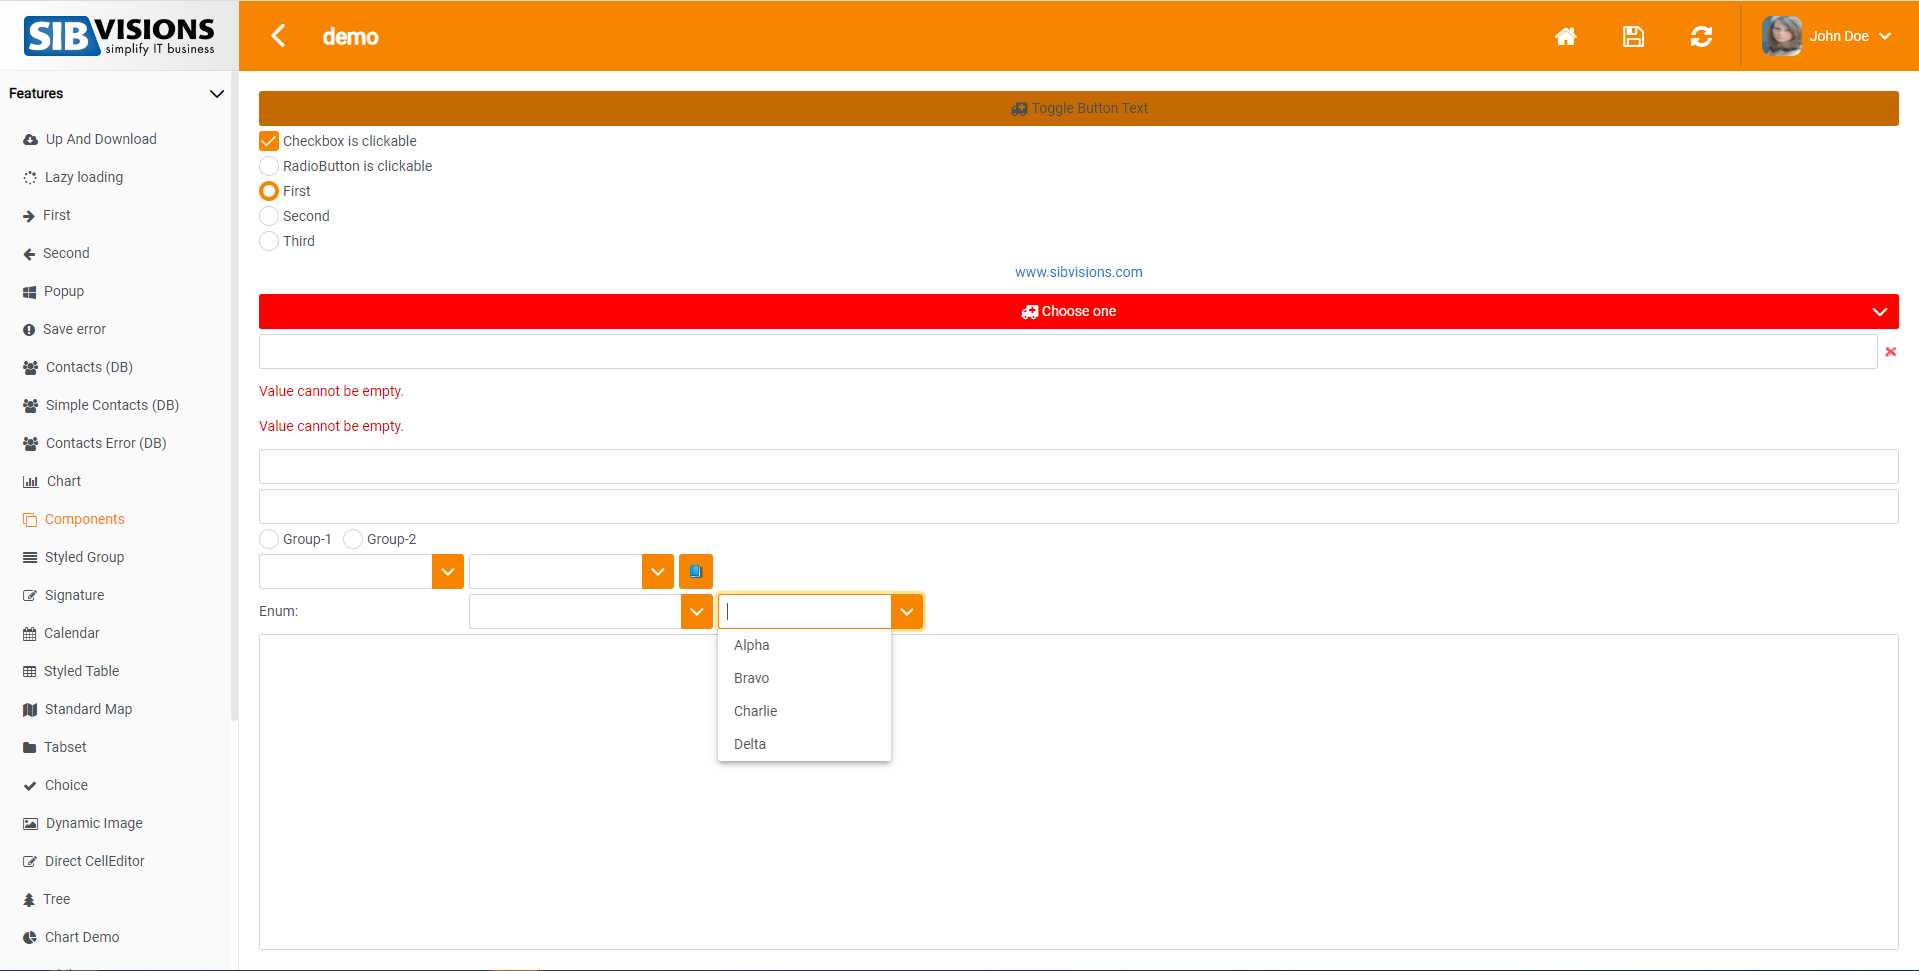 SIBVISIONS
simplify IT business
demo
John Doe
Features
Up And Download
Lazy loading
First
Second
Popup
Save error
Contacts (DB)
Simple Contacts (DB)
Contacts Error (DB)
Chart
Components
Styled Group
Signature
Calendar
Styled Table
Standard Map
Tabset
Choice
Dynamic Image
Direct CellEditor
Tree
Chart Demo
Toggle Button Text
Checkbox is clickable
RadioButton is clickable
First
Second
Third
www.sibvisions.com
Choose one
Value cannot be empty.
Value cannot be empty.
Group-1 Group-2
Enum:
Alpha
Bravo
Charlie
Delta